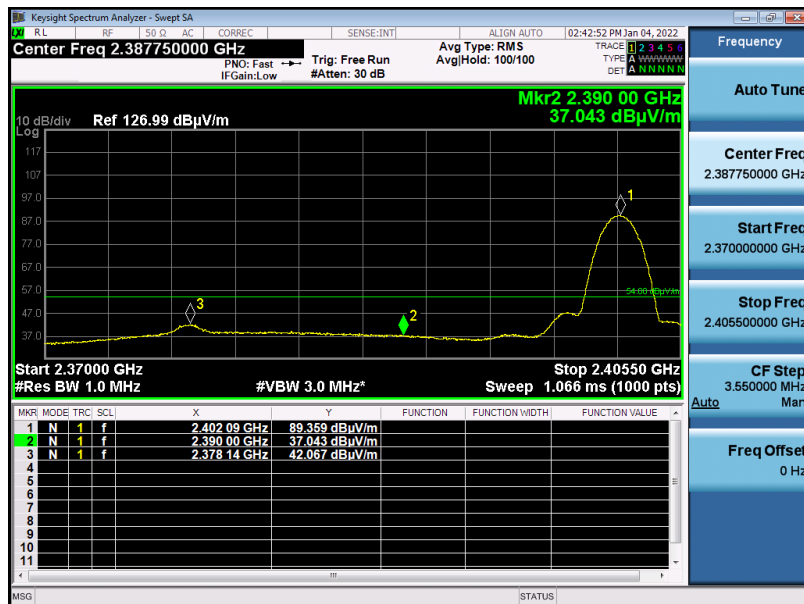 Keysight Spectrum Analyzer - Swept SA
LXI RL RF 50 Ω AC CORREC SENSE:INT ALIGN AUTO 02:42:52 PM Jan 04, 2022
Center Freq 2.387750000 GHz
PNO: Fast
IFGain:Low
Trig: Free Run
#Atten: 30 dB
Avg Type: RMS
Avg|Hold: 100/100
TRACE 1 2 3 4 5 6
TYPE A WWWWW
DET A N N N N N
Mkr2 2.390 00 GHz
37.043 dBµV/m
10 dB/div Ref 126.99 dBµV/m
Log
117
107
97.0
87.0
77.0
67.0
57.0
47.0
37.0
1
2
3
54.00 dBµV/m
Start 2.37000 GHz Stop 2.40550 GHz
#Res BW 1.0 MHz #VBW 3.0 MHz* Sweep 1.066 ms (1000 pts)
MKR MODE TRC SCL X Y FUNCTION FUNCTION WIDTH FUNCTION VALUE
1 N 1 f 2.402 09 GHz 89.359 dBµV/m
2 N 1 f 2.390 00 GHz 37.043 dBµV/m
3 N 1 f 2.378 14 GHz 42.067 dBµV/m
4
5
6
7
8
9
10
11
MSG STATUS
Frequency
Auto Tune
Center Freq
2.387750000 GHz
Start Freq
2.370000000 GHz
Stop Freq
2.405500000 GHz
CF Step
3.550000 MHz
Auto Man
Freq Offset
0 Hz